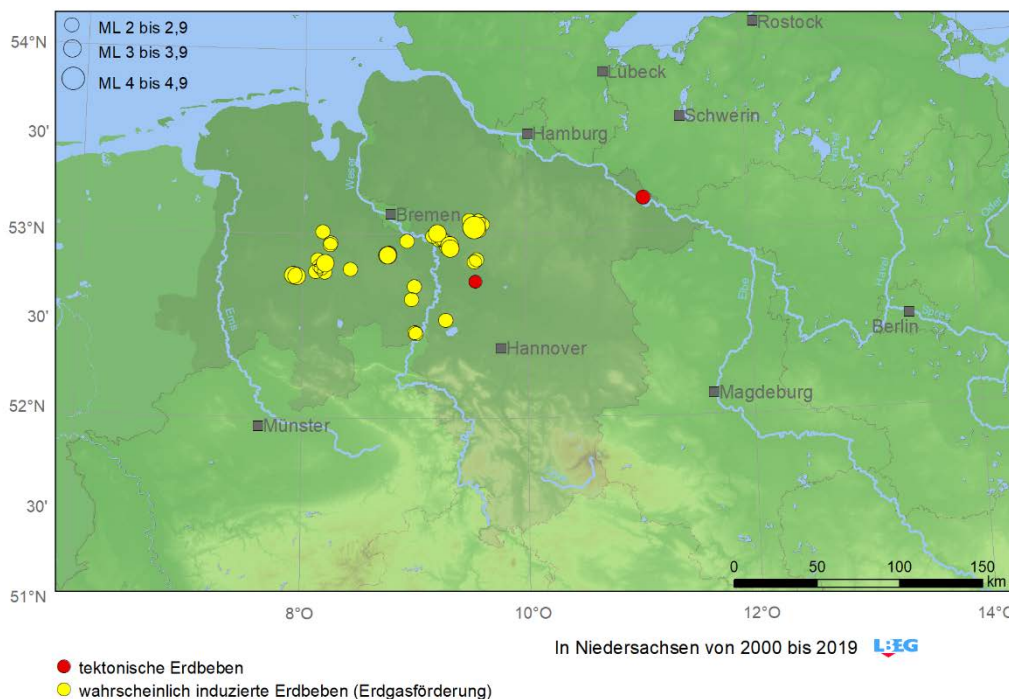 54°N
ML 2 bis 2,9
ML 3 bis 3,9
ML 4 bis 4,9
Rostock
Lübeck
Schwerin
30'
Hamburg
Havel
Weser
Bremen
Oder
53°N
Elbe
Havel
Ems
30'
Spree
Berlin
Hannover
Magdeburg
52°N
Münster
30'
0 50 100 150
km
51°N
8°O 10°O 12°O 14°O
In Niedersachsen von 2000 bis 2019 LBEG
tektonische Erdbeben
wahrscheinlich induzierte Erdbeben (Erdgasförderung)